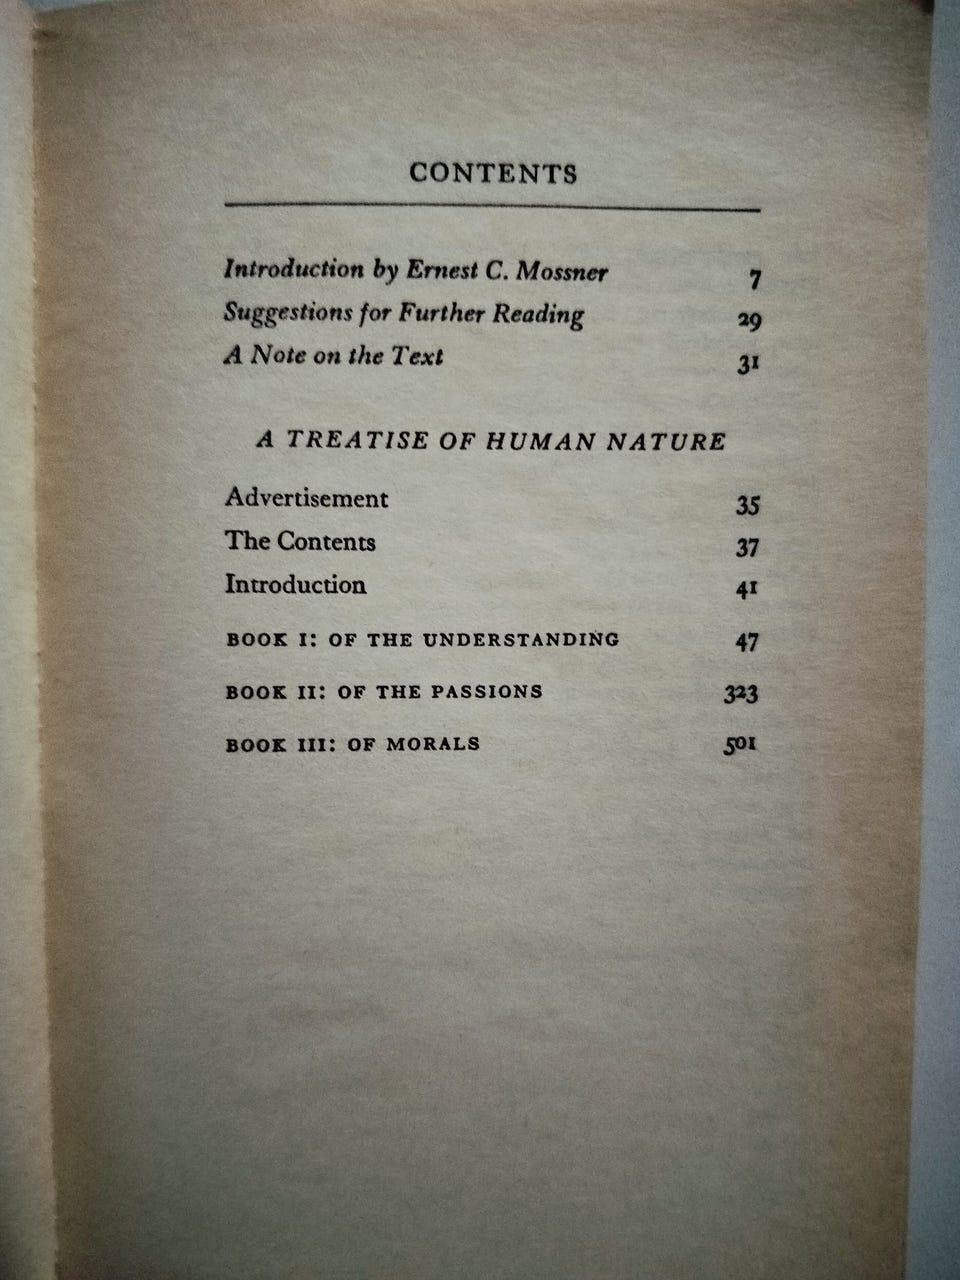 CONTENTS
Introduction by Ernest C. Mossner 7
Suggestions for Further Reading 29
A Note on the Text 31
A TREATISE OF HUMAN NATURE
Advertisement 35
The Contents 37
Introduction 41
BOOK I: OF THE UNDERSTANDING 47
BOOK II: OF THE PASSIONS 323
BOOK III: OF MORALS 501